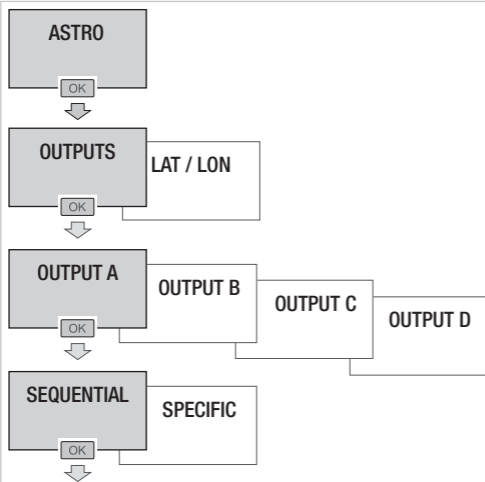 ASTRO
OK
OUTPUTS
LAT / LON
OK
OUTPUT A
OUTPUT B
OUTPUT C
OUTPUT D
OK
SEQUENTIAL
SPECIFIC
OK